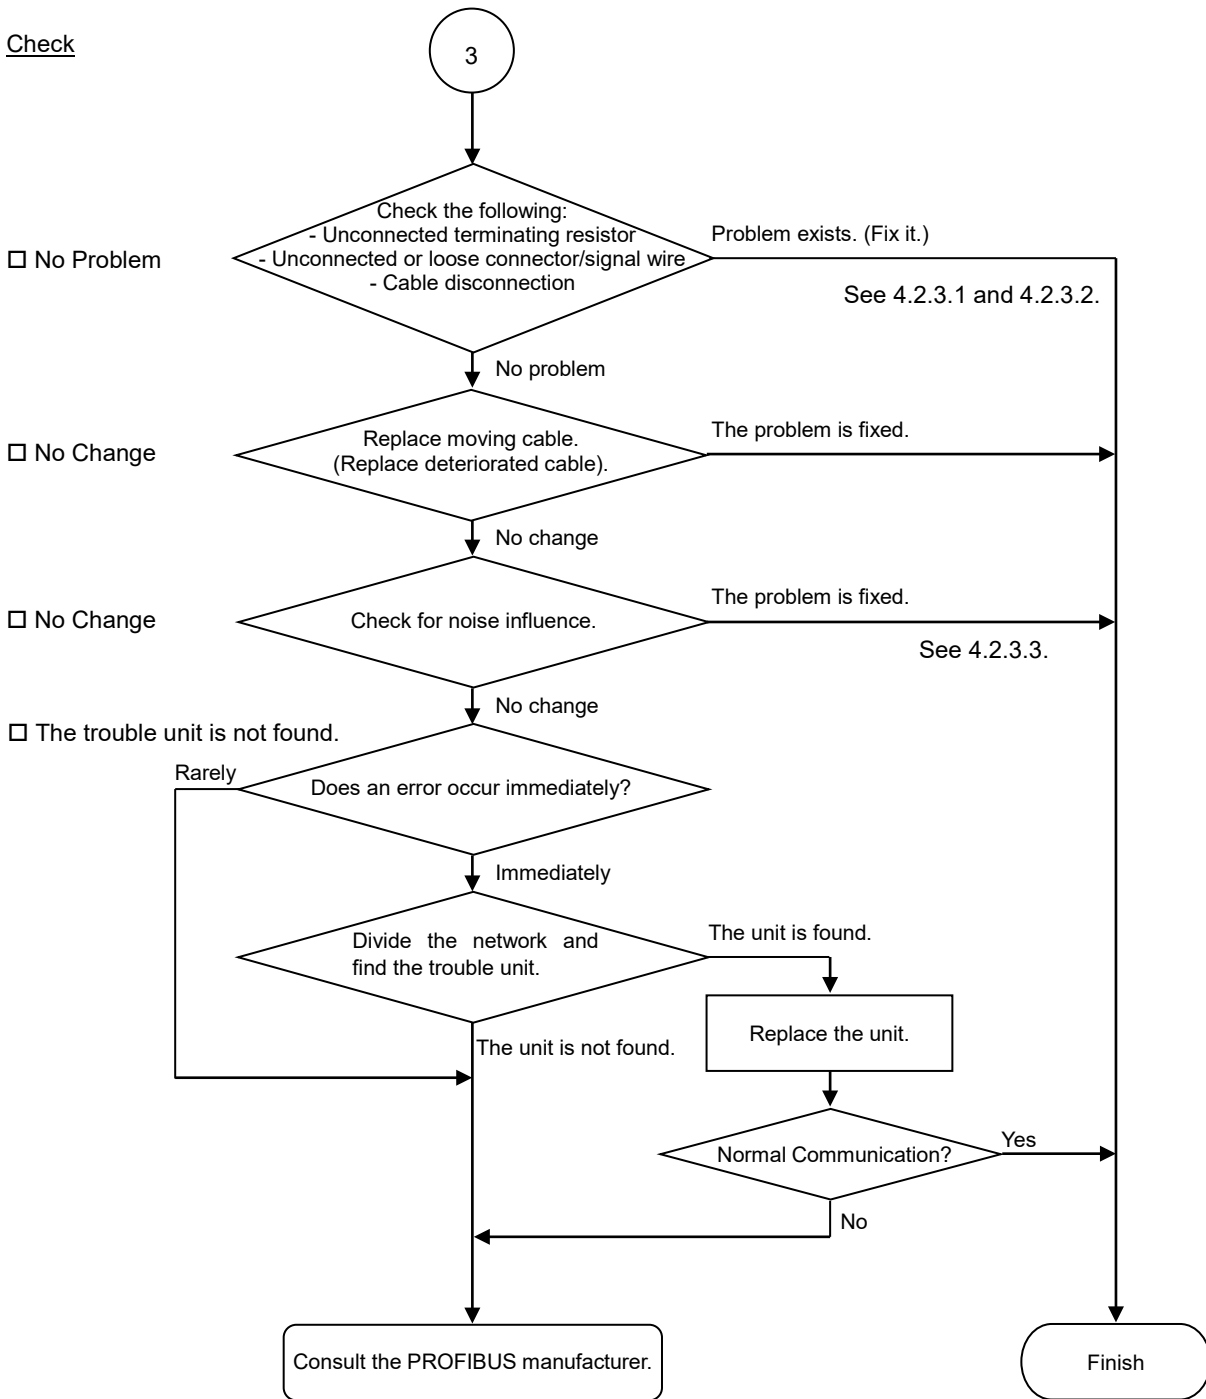 Check
3
Check the following:
- Unconnected terminating resistor
- Unconnected or loose connector/signal wire
- Cable disconnection
Problem exists. (Fix it.)
☐ No Problem
See 4.2.3.1 and 4.2.3.2.
No problem
Replace moving cable.
(Replace deteriorated cable).
The problem is fixed.
☐ No Change
No change
Check for noise influence.
The problem is fixed.
☐ No Change
See 4.2.3.3.
No change
☐ The trouble unit is not found.
Rarely
Does an error occur immediately?
Immediately
Divide the network and
find the trouble unit.
The unit is found.
Replace the unit.
The unit is not found.
Normal Communication?
Yes
No
Consult the PROFIBUS manufacturer.
Finish